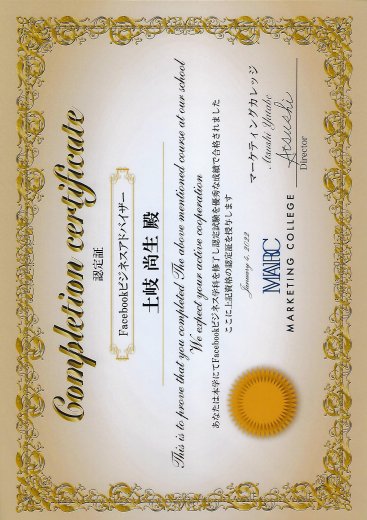 Completion certificate
認定証
Facebookビジネスアドバイザー
土岐 尚生 殿
This is to prove that you completed The above mentioned course at our school
We expect your active cooperation
あなたは本学にてFacebookビジネス学科を修了し認定試験を優秀な成績で合格されました
ここに上記資格の認定証を授与します
January 6, 2022
マーケティングカレッジ
MARC
MARKETING COLLEGE
Atsushi
Director